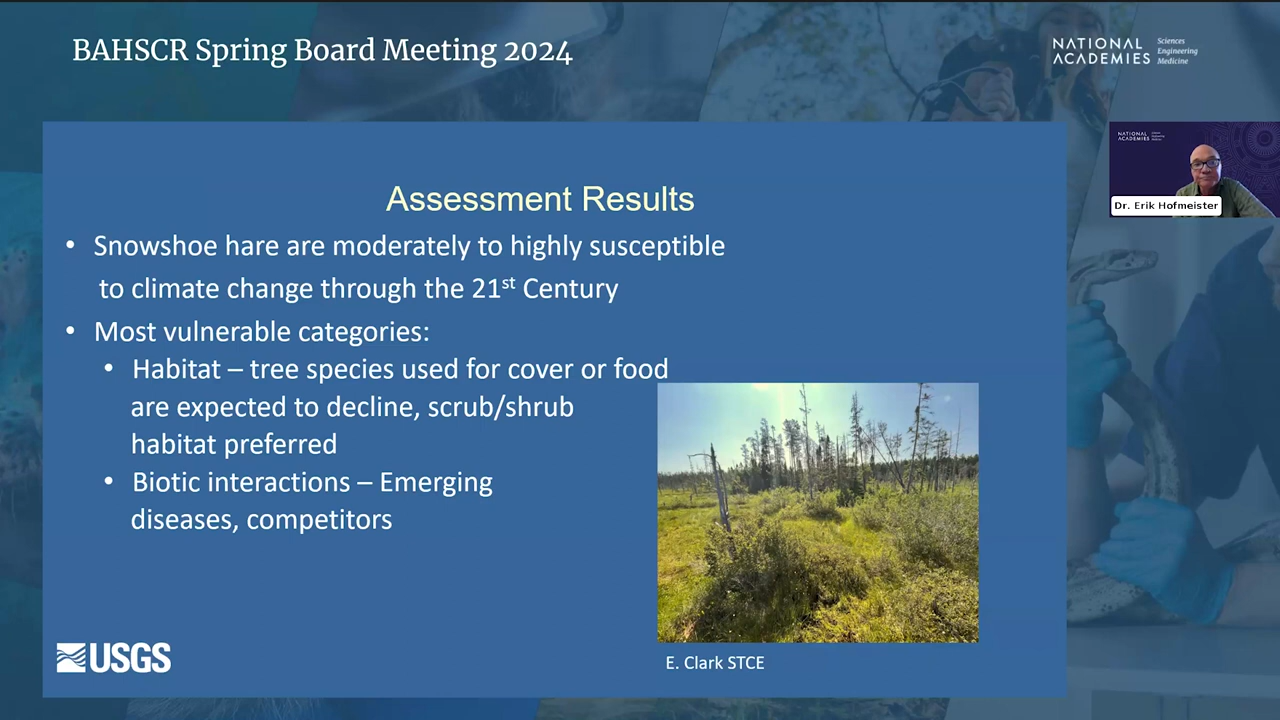 BAHSCR Spring Board Meeting 2024
NATIONAL
ACADEMIES
Sciences
Engineering
Medicine
Assessment Results
• Snowshoe hare are moderately to highly susceptible
to climate change through the 21st Century
• Most vulnerable categories:
• Habitat – tree species used for cover or food
are expected to decline, scrub/shrub
habitat preferred
• Biotic interactions – Emerging
diseases, competitors
USGS
E. Clark STCE
NATIONAL
ACADEMIES
Dr. Erik Hofmeister